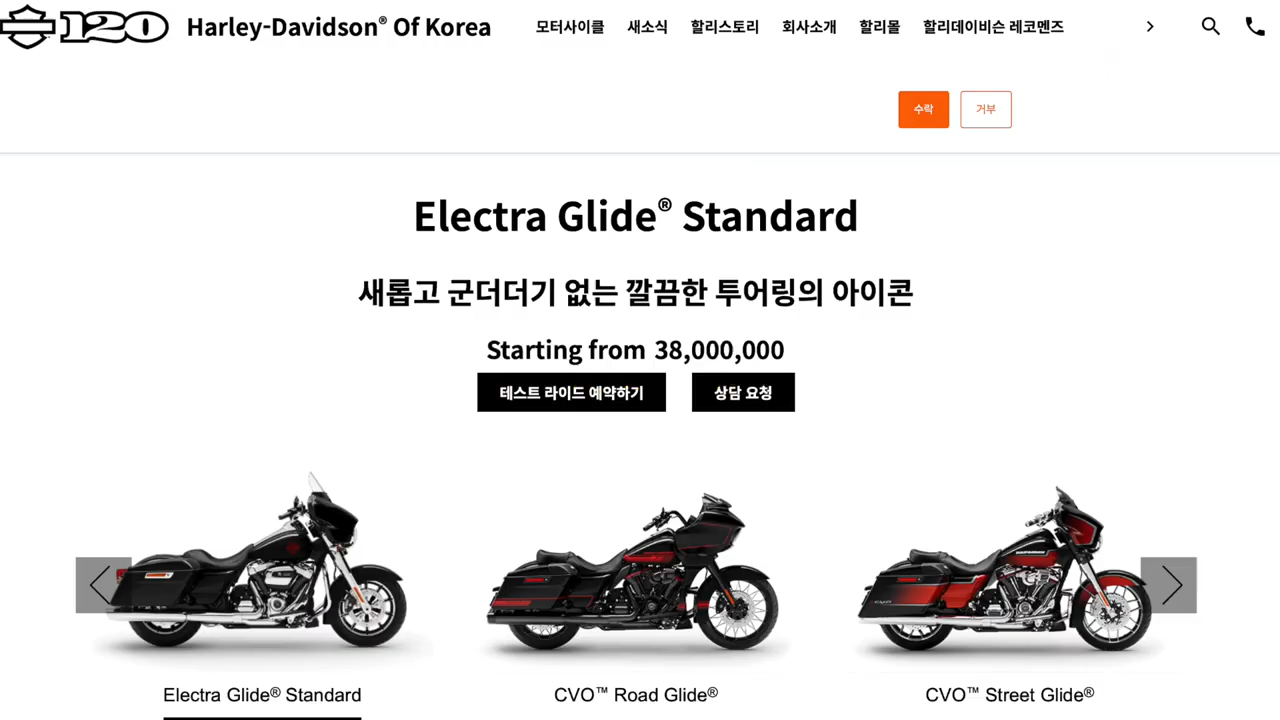 120 Harley-Davidson® Of Korea 모터사이클 새소식 할리스토리 회사소개 할리몰 할리데이비슨 레코멘즈
수락 거부
Electra Glide® Standard
새롭고 군더더기 없는 깔끔한 투어링의 아이콘
Starting from 38,000,000
테스트 라이드 예약하기 상담 요청
Electra Glide® Standard CVO™ Road Glide® CVO™ Street Glide®